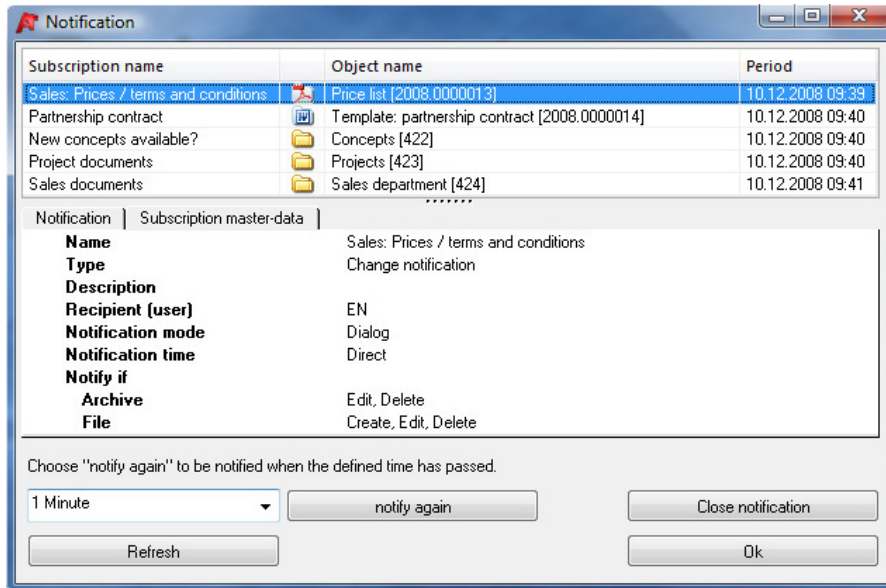 Notification
Subscription name Object name Period
Sales: Prices / terms and conditions Price list [2008.0000013] 10.12.2008 09:39
Partnership contract Template: partnership contract [2008.0000014] 10.12.2008 09:40
New concepts available? Concepts [422] 10.12.2008 09:40
Project documents Projects [423] 10.12.2008 09:40
Sales documents Sales department [424] 10.12.2008 09:41
Notification Subscription master-data
Name Sales: Prices / terms and conditions
Type Change notification
Description
Recipient (user) EN
Notification mode Dialog
Notification time Direct
Notify if
Archive Edit, Delete
File Create, Edit, Delete
Choose "notify again" to be notified when the defined time has passed.
1 Minute notify again Close notification
Refresh Ok